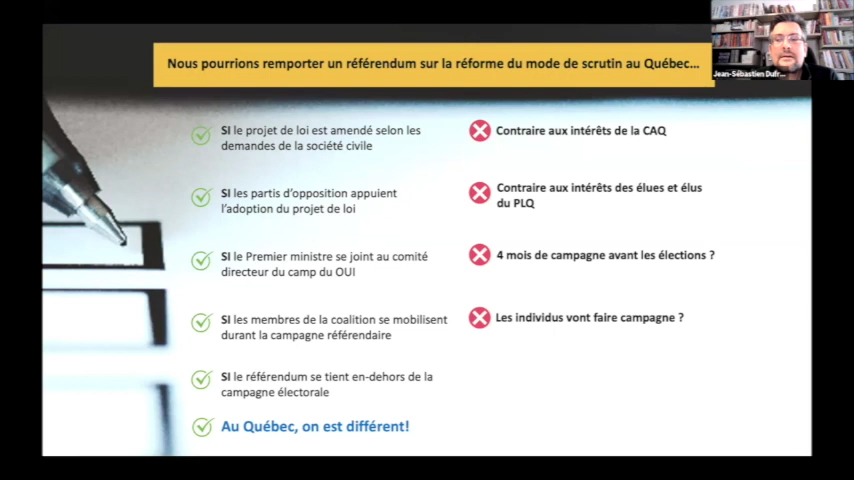 Nous pourrions remporter un référendum sur la réforme du mode de scrutin au Québec…
SI le projet de loi est amendé selon les
demandes de la société civile
Contraire aux intérêts de la CAQ
SI les partis d'opposition appuient
l'adoption du projet de loi
Contraire aux intérêts des élues et élus
du PLQ
SI le Premier ministre se joint au comité
directeur du camp du OUI
4 mois de campagne avant les élections ?
SI les membres de la coalition se mobilisent
durant la campagne référendaire
Les individus vont faire campagne ?
SI le référendum se tient en-dehors de la
campagne électorale
Au Québec, on est différent!
Jean-Sébastien Dufr...